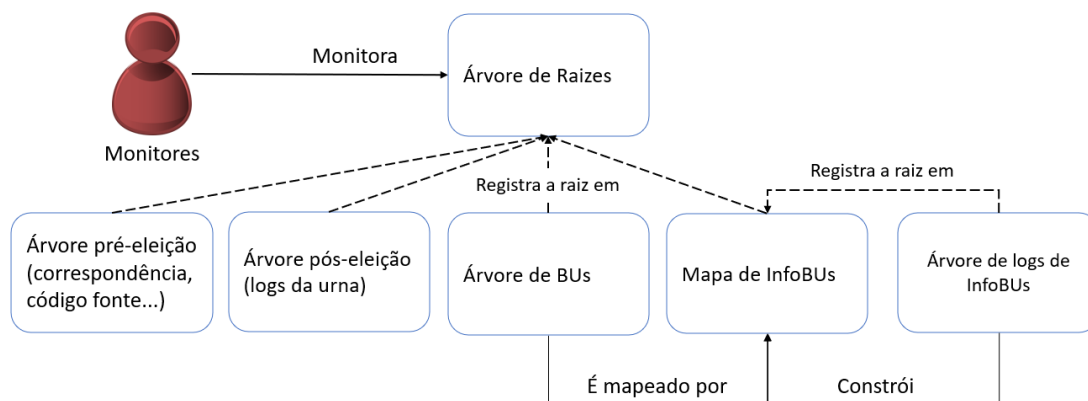 Monitora
Árvore de Raizes
Monitores
Registra a raiz em
Registra a raiz em
Árvore pré-eleição
(correspondência,
código fonte...)
Árvore pós-eleição
(logs da urna)
Árvore de BUs
Mapa de InfoBUs
Árvore de logs de
InfoBUs
É mapeado por
Constrói